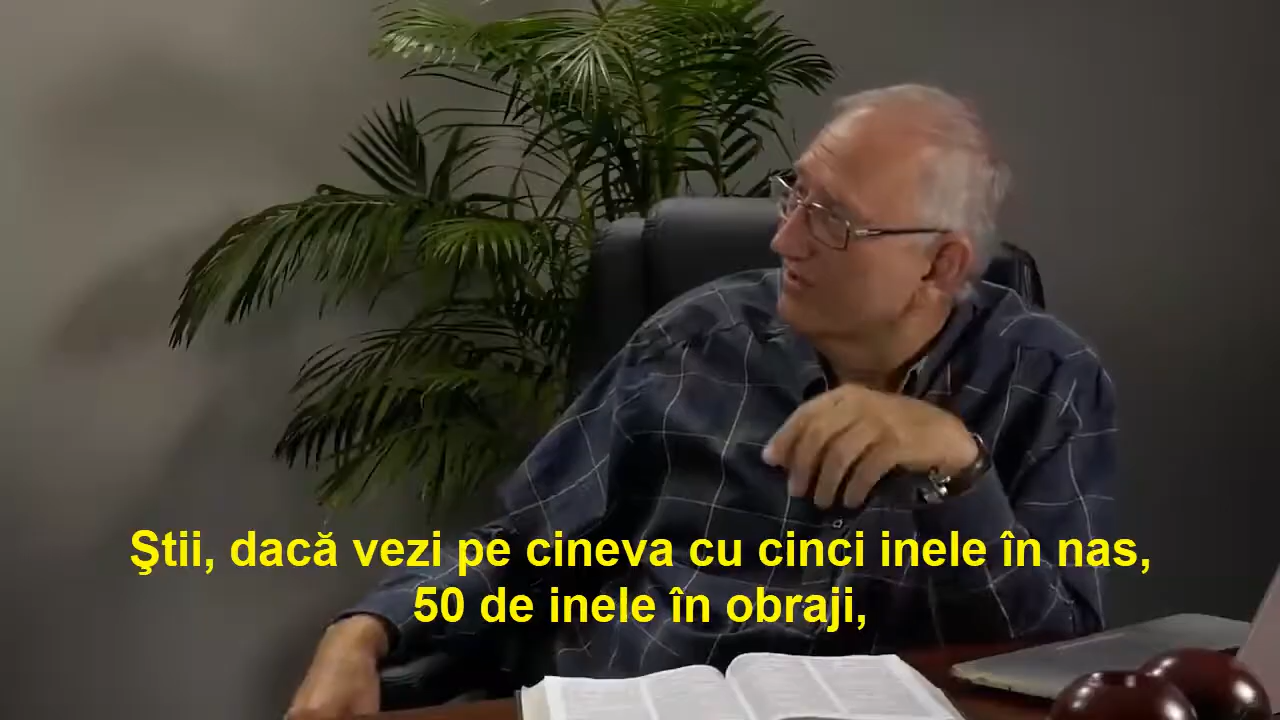 Ştii, dacă vezi pe cineva cu cinci inele în nas,
50 de inele în obraji,